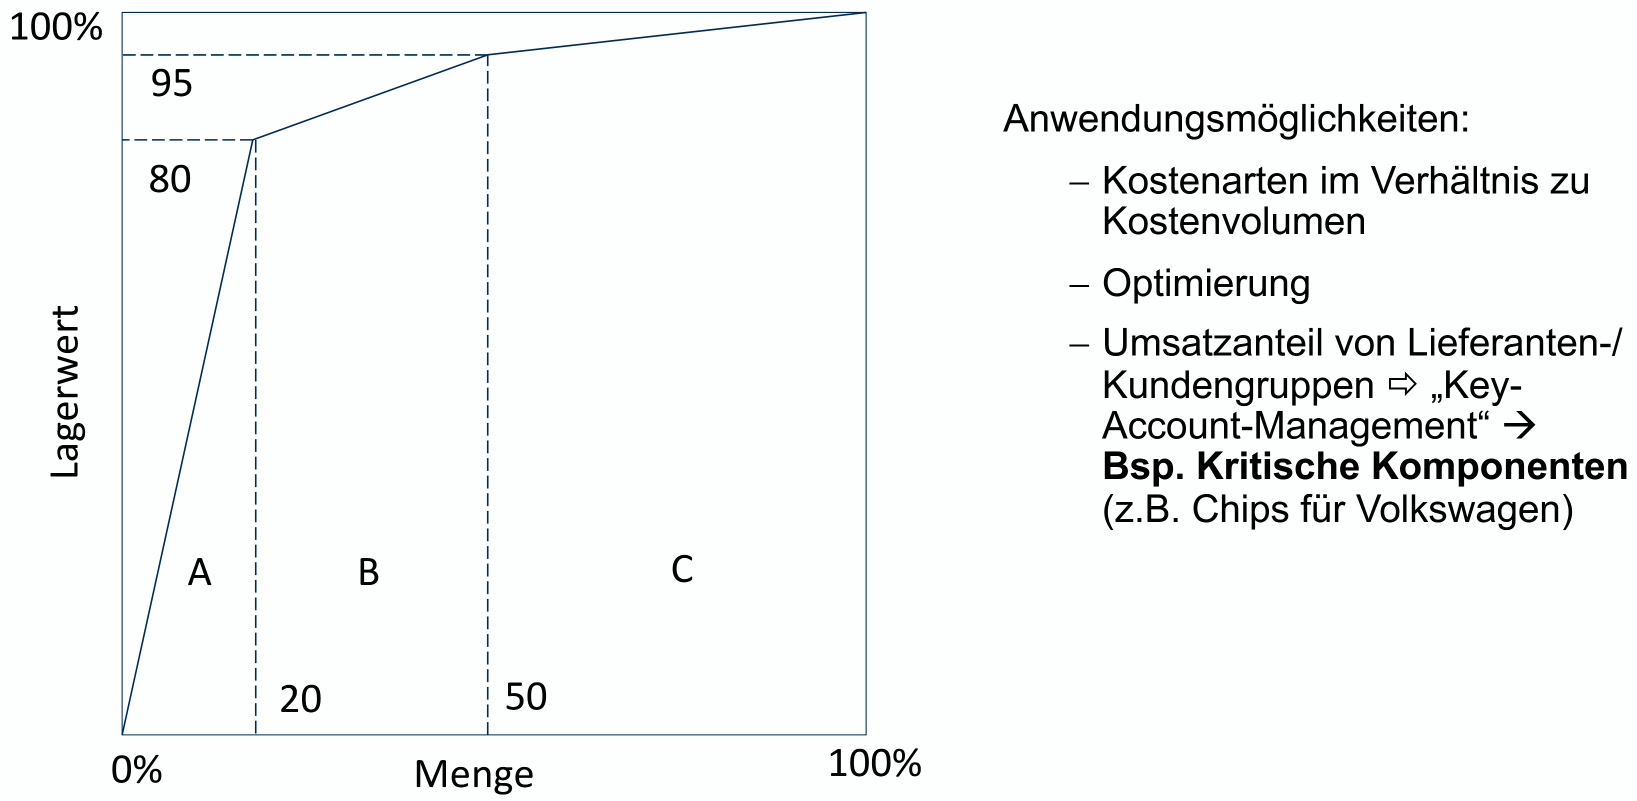 100%
95
80
Lagerwert
A
B
C
20
50
0%
Menge
100%
Anwendungsmöglichkeiten:
– Kostenarten im Verhältnis zu
Kostenvolumen
– Optimierung
– Umsatzanteil von Lieferanten-/
Kundengruppen ⇨ „Key-
Account-Management“ →
Bsp. Kritische Komponenten
(z.B. Chips für Volkswagen)